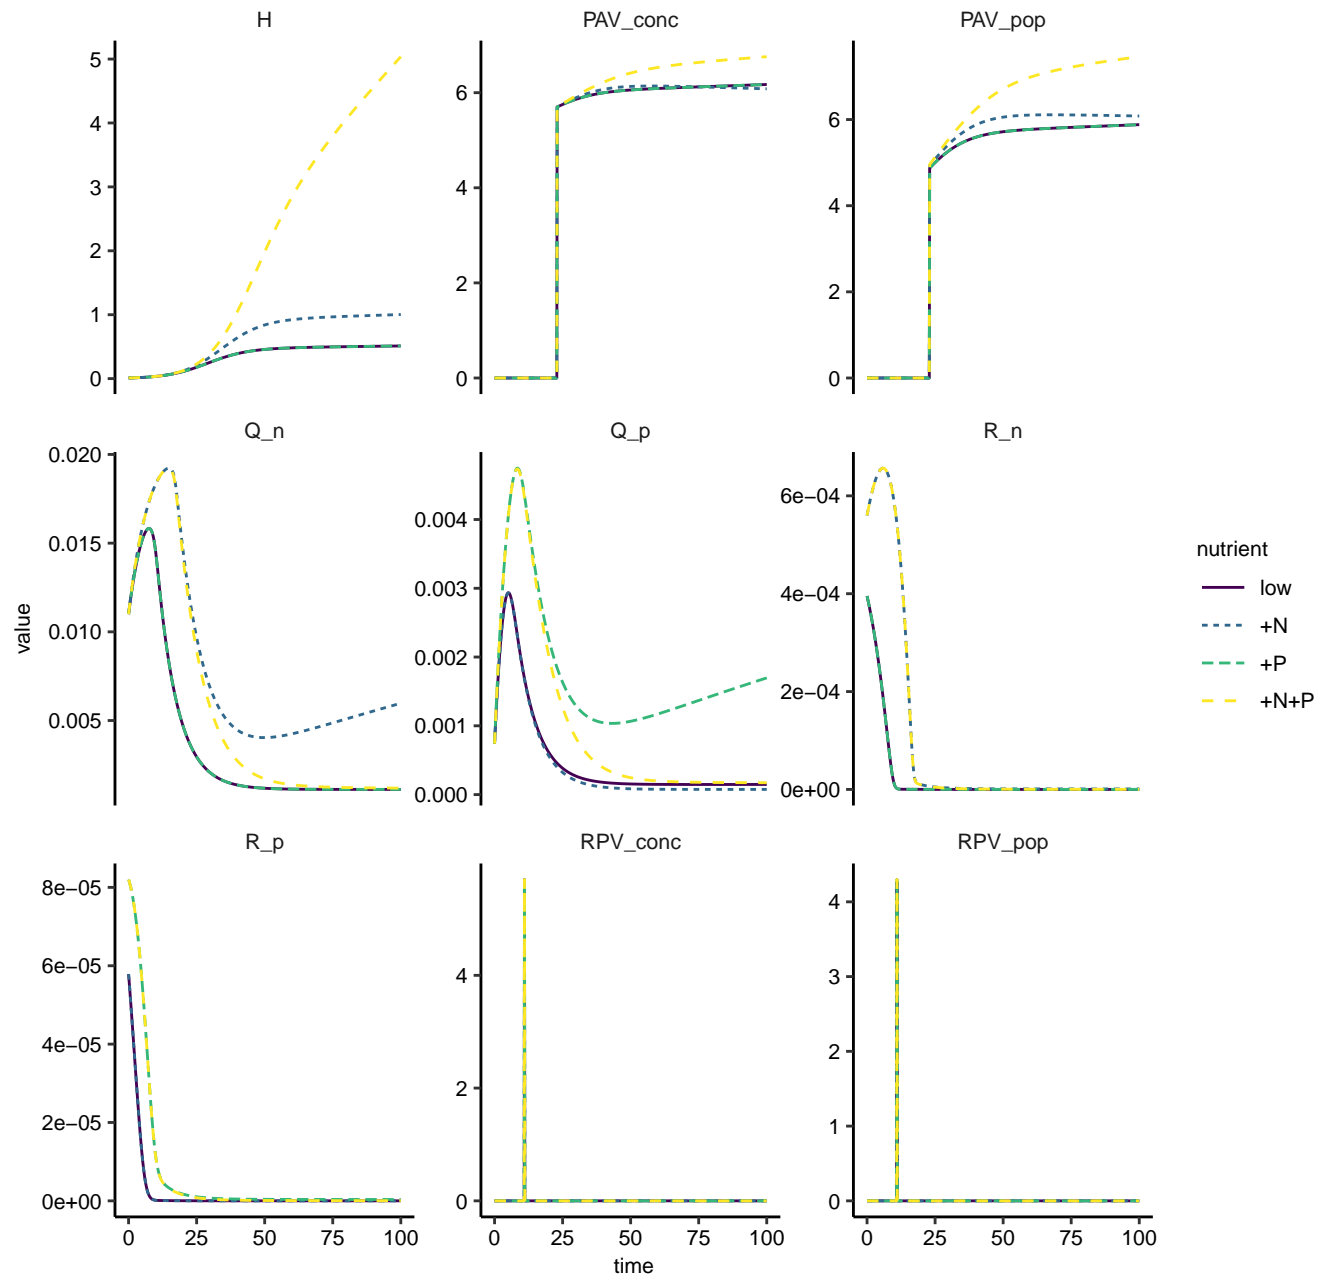 H
PAV_conc
PAV_pop
5
4
3
2
1
0
6
4
2
0
6
4
2
0
Q_n
Q_p
R_n
0.020
0.015
0.010
0.005
0.004
0.003
0.002
0.001
0.000
6e−04
4e−04
2e−04
0e+00
value
nutrient
low
+N
+P
+N+P
R_p
RPV_conc
RPV_pop
8e−05
6e−05
4e−05
2e−05
0e+00
4
2
0
4
3
2
1
0
0 25 50 75 100
0 25 50 75 100
0 25 50 75 100
time